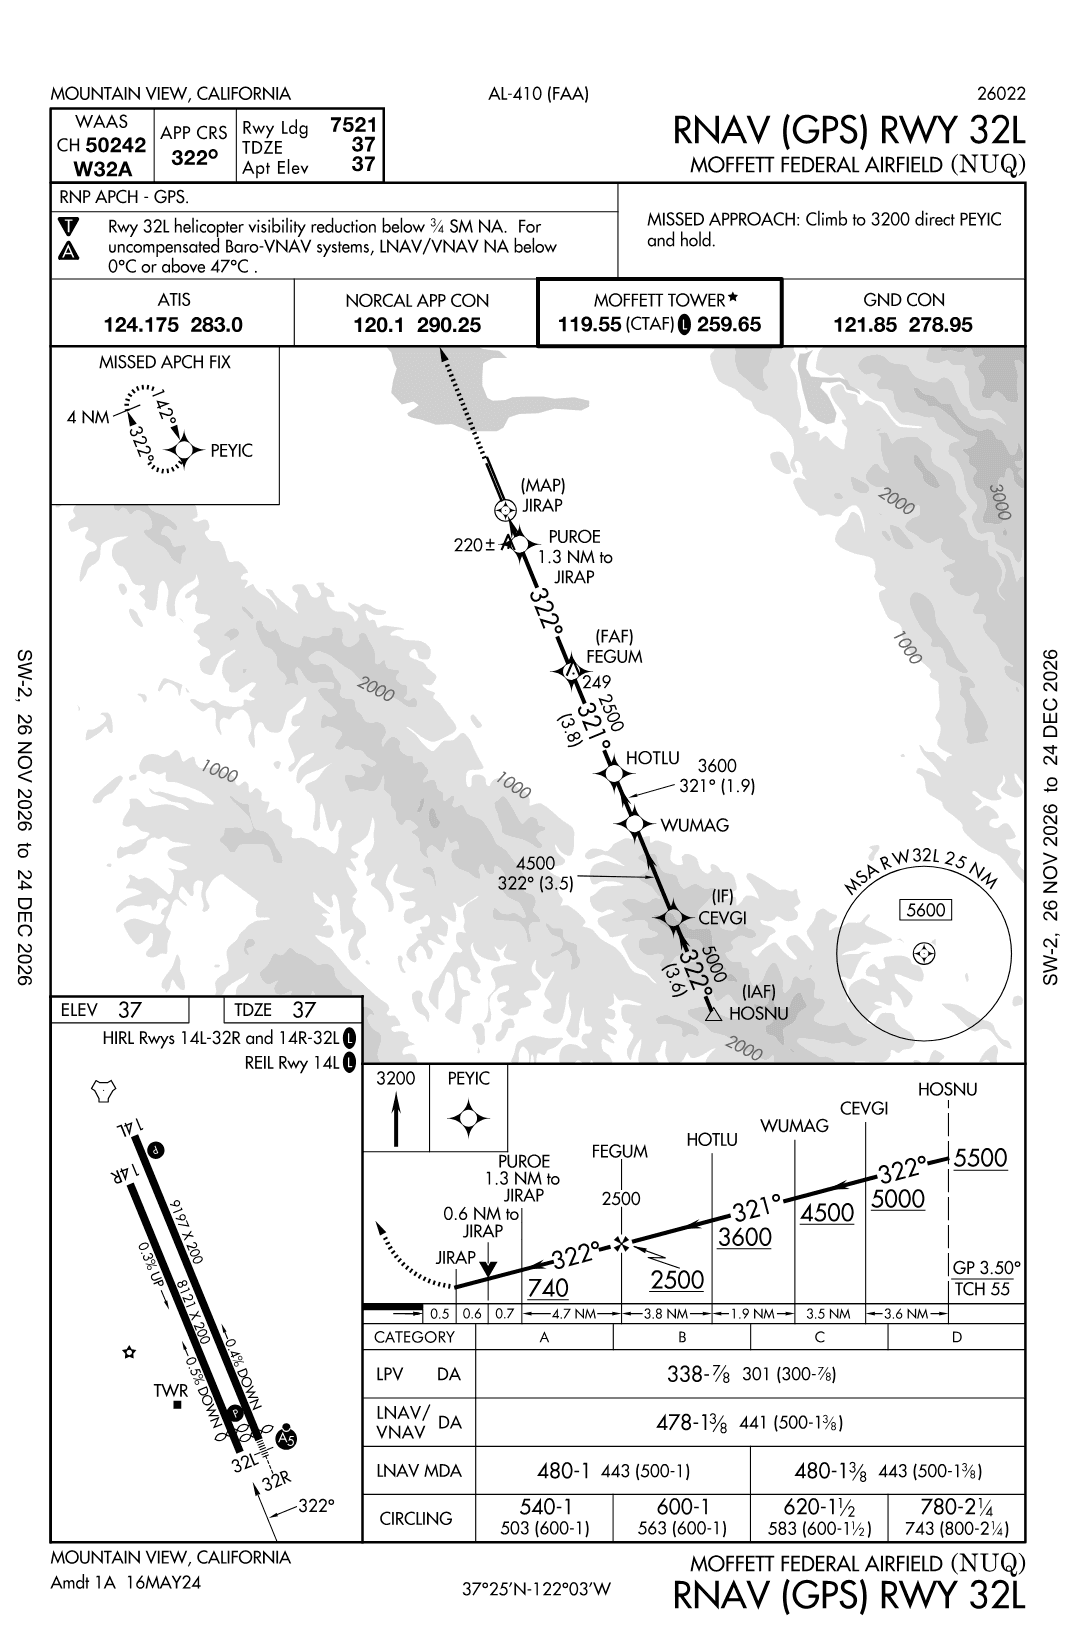 MOUNTAIN VIEW, CALIFORNIA
AL-410 (FAA)
26022
WAAS
CH 50242
W32A
APP CRS
322°
Rwy Ldg 7521
TDZE 37
Apt Elev 37
RNAV (GPS) RWY 32L
MOFFETT FEDERAL AIRFIELD (NUQ)
RNP APCH - GPS.
T
A
Rwy 32L helicopter visibility reduction below ¾ SM NA. For
uncompensated Baro-VNAV systems, LNAV/VNAV NA below
0°C or above 47°C .
MISSED APPROACH: Climb to 3200 direct PEYIC
and hold.
ATIS
124.175 283.0
NORCAL APP CON
120.1 290.25
MOFFETT TOWER★
119.55 (CTAF) L 259.65
GND CON
121.85 278.95
MISSED APCH FIX
4 NM
142°
322°
PEYIC
(MAP)
JIRAP
220±
PUROE
1.3 NM to
JIRAP
322°
(FAF)
FEGUM
249
2500
321°
(3.8)
HOTLU
3600
321° (1.9)
WUMAG
4500
322° (3.5)
(IF)
CEVGI
5000
322°
(3.6)
(IAF)
HOSNU
2000
3000
1000
2000
1000
1000
2000
MSA RW32L 25 NM
5600
SW-2, 26 NOV 2026 to 24 DEC 2026
SW-2, 26 NOV 2026 to 24 DEC 2026
ELEV 37
TDZE 37
HIRL Rwys 14L-32R and 14R-32L L
REIL Rwy 14L L
14L
14R
P
9197 X 200
8121 X 200
0.3% UP
0.4% DOWN
0.5% DOWN
TWR
P
A5
32L
32R
322°
3200
PEYIC
HOSNU
CEVGI
WUMAG
HOTLU
FEGUM
PUROE
1.3 NM to
JIRAP
0.6 NM to
JIRAP
JIRAP
2500
322°
5500
5000
4500
321°
3600
2500
322°
740
GP 3.50°
TCH 55
0.5
0.6
0.7
4.7 NM
3.8 NM
1.9 NM
3.5 NM
3.6 NM
CATEGORY A B C D
LPV DA 338-⅞ 301 (300-⅞)
LNAV/
VNAV DA 478-1⅜ 441 (500-1⅜)
LNAV MDA 480-1 443 (500-1) 480-1⅜ 443 (500-1⅜)
CIRCLING
540-1
503 (600-1)
600-1
563 (600-1)
620-1½
583 (600-1½)
780-2¼
743 (800-2¼)
MOUNTAIN VIEW, CALIFORNIA
Amdt 1A 16MAY24
37°25'N-122°03'W
MOFFETT FEDERAL AIRFIELD (NUQ)
RNAV (GPS) RWY 32L